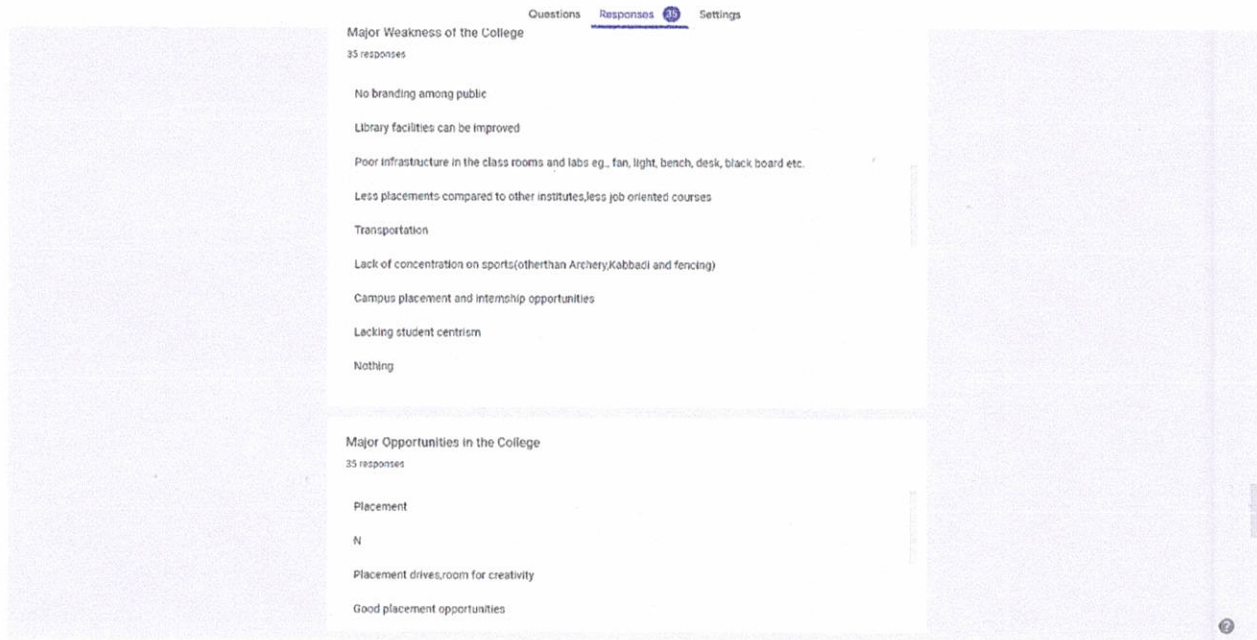 Questions Responses 35 Settings
Major Weakness of the College
35 responses
No branding among public
Library facilities can be improved
Poor infrastructure in the class rooms and labs eg., fan, light, bench, desk, black board etc.
Less placements compared to other institutes,less job oriented courses
Transportation
Lack of concentration on sports(otherthan Archery,Kabbadi and fencing)
Campus placement and internship opportunities
Lacking student centrism
Nothing
Major Opportunities in the College
35 responses
Placement
N
Placement drives,room for creativity
Good placement opportunities
?